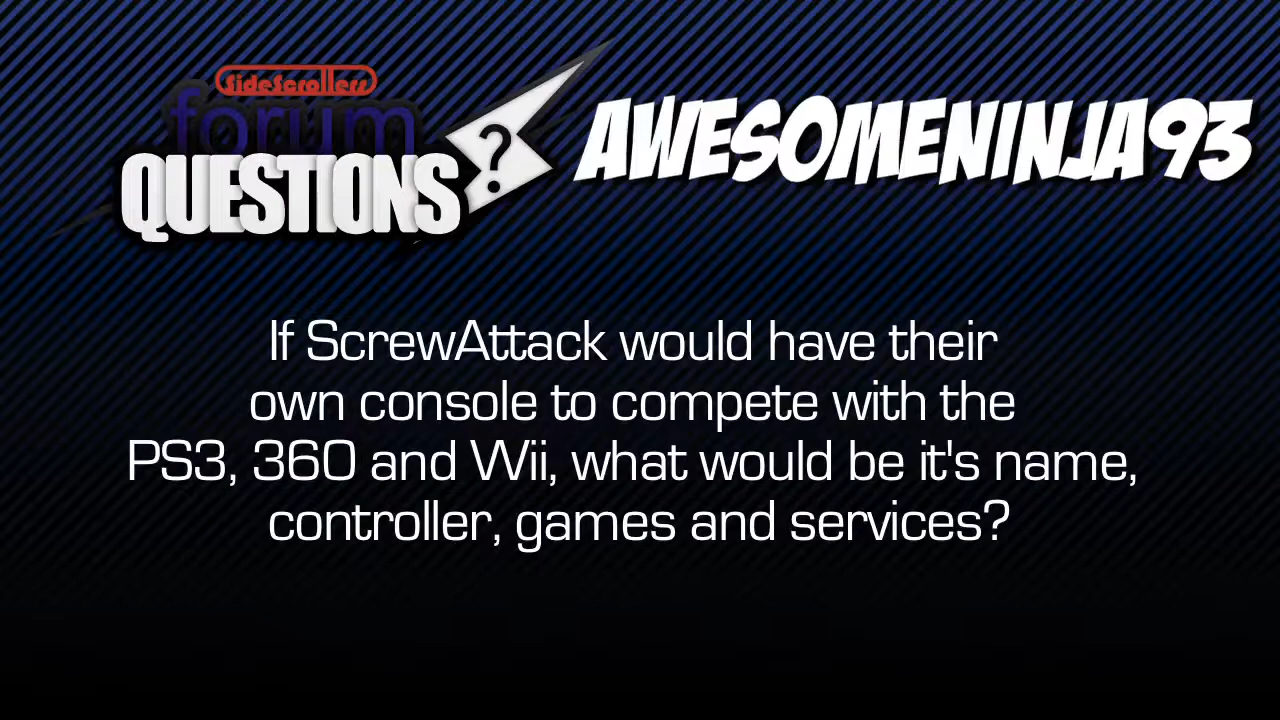 SideScrollers
forum
QUESTIONS
?
AWESOMENINJA93
If ScrewAttack would have their
own console to compete with the
PS3, 360 and Wii, what would be it's name,
controller, games and services?